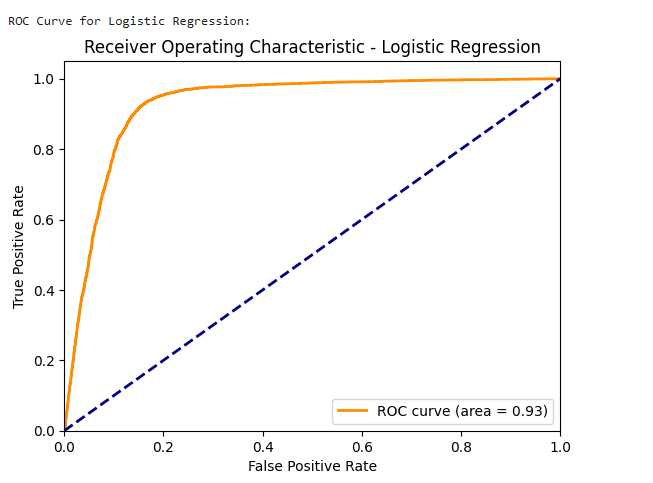 ROC Curve for Logistic Regression:
Receiver Operating Characteristic - Logistic Regression
1.0
0.8
0.6
0.4
0.2
0.0
True Positive Rate
ROC curve (area = 0.93)
0.0 0.2 0.4 0.6 0.8 1.0
False Positive Rate